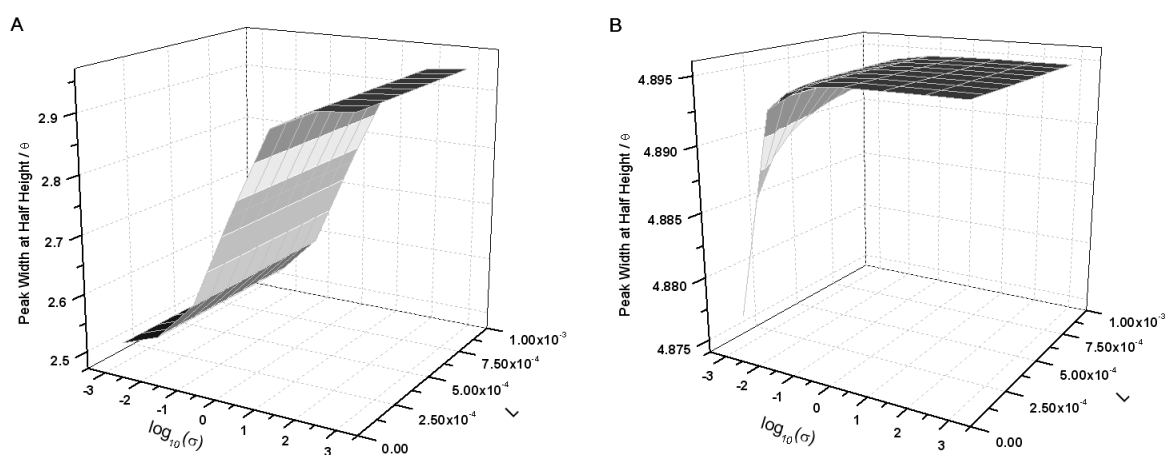 A
Peak Width at Half Height / θ
2.9
2.8
2.7
2.6
2.5
-3
-2
-1
0
1
2
3
log10(σ)
0.00
2.50x10-4
5.00x10-4
7.50x10-4
1.00x10-3
L
B
Peak Width at Half Height / θ
4.895
4.890
4.885
4.880
4.875
-3
-2
-1
0
1
2
3
log10(σ)
0.00
2.50x10-4
5.00x10-4
7.50x10-4
1.00x10-3
L